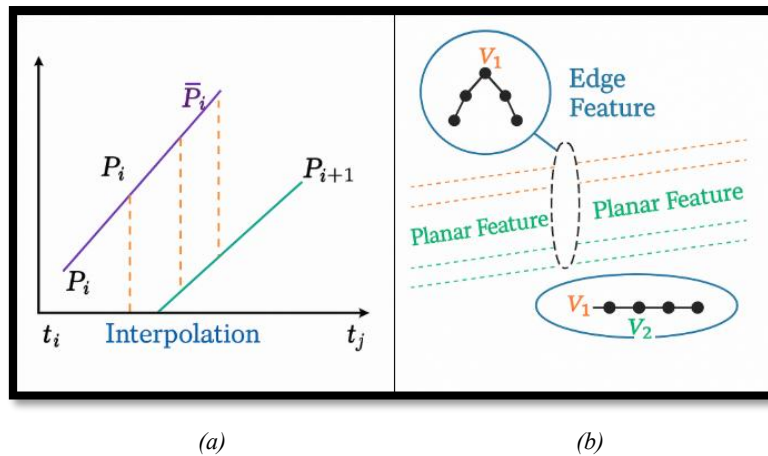 P̄ᵢ
Pᵢ
Pᵢ₊₁
Pᵢ
tᵢ
Interpolation
tⱼ
V₁
Edge
Feature
Planar Feature
Planar Feature
V₁
V₂
(a)
(b)